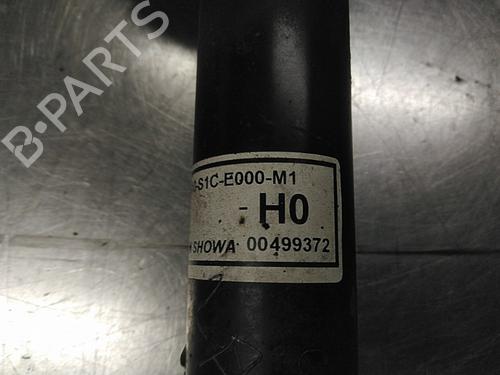 B-PARTS
-S1C-E000-M1
- H0
SHOWA 00499372